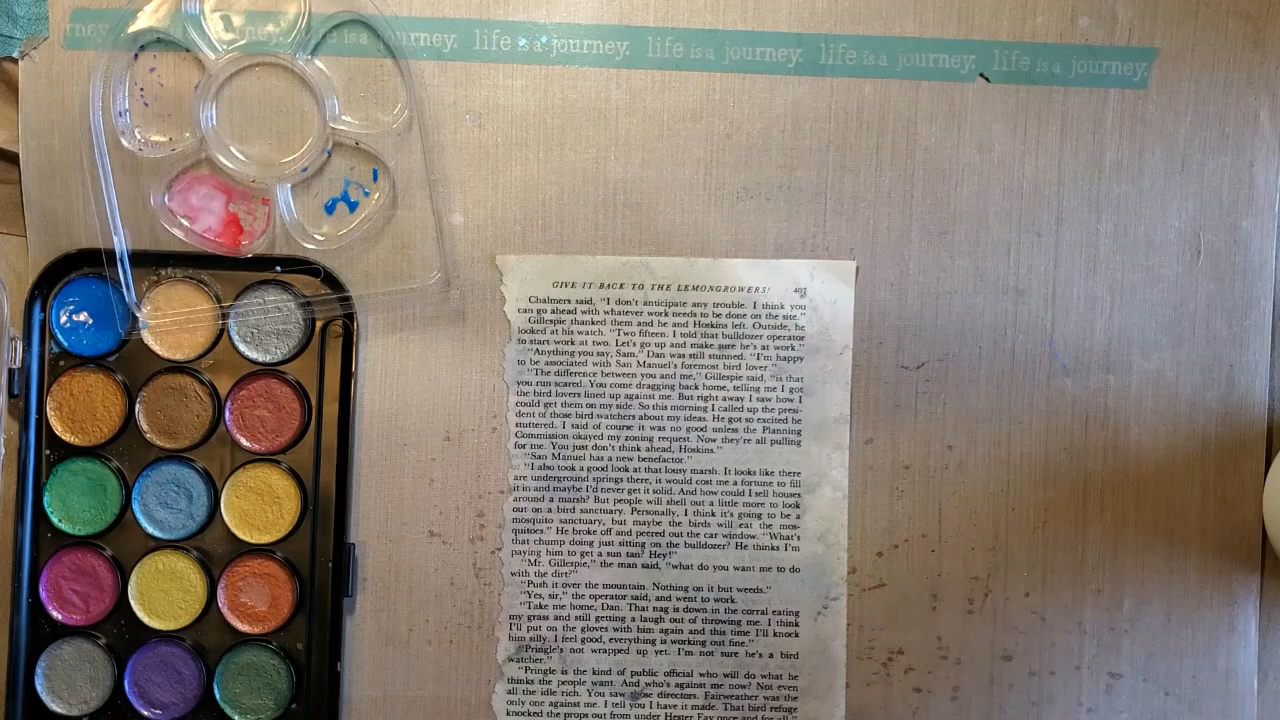 rney. rney. life is a journey. life is a journey. life is a journey. life is a journey. life is a journey.
GIVE IT BACK TO THE LEMONGROWERS! 407
Chalmers said, "I don't anticipate any trouble. I think you
can go ahead with whatever work needs to be done on the site."
Gillespie thanked them and he and Hoskins left. Outside, he
looked at his watch. "Two fifteen. I told that bulldozer operator
to start work at two. Let's go up and make sure he's at work."
"Anything you say, Sam." Dan was still stunned. "I'm happy
to be associated with San Manuel's foremost bird lover."
"The difference between you and me," Gillespie said, "is that
you run scared. You come dragging back home, telling me I got
the bird lovers lined up against me. But right away I saw how I
could get them on my side. So this morning I called up the presi-
dent of those bird watchers about my ideas. He got so excited he
stuttered. I said of course it was no good unless the Planning
Commission okayed my zoning request. Now they're all pulling
for me. You just don't think ahead, Hoskins."
"San Manuel has a new benefactor."
"I also took a good look at that lousy marsh. It looks like there
are underground springs there, it would cost me a fortune to fill
it in and maybe I'd never get it solid. And how could I sell houses
around a marsh? But people will shell out a little more to look
out on a bird sanctuary. Personally, I think it's going to be a
mosquito sanctuary, but maybe the birds will eat the mos-
quitoes." He broke off and peered out the car window. "What's
that chump doing just sitting on the bulldozer? He thinks I'm
paying him to get a sun tan? Hey!"
"Mr. Gillespie," the man said, "what do you want me to do
with the dirt?"
"Push it over the mountain. Nothing on it but weeds."
"Yes, sir," the operator said, and went to work.
"Take me home, Dan. That nag is down in the corral eating
my grass and still getting a laugh out of throwing me. I think
I'll put on the gloves with him again and this time I'll knock
him silly. I feel good, everything is working out fine."
"Pringle's not wrapped up yet. I'm not sure he's a bird
watcher."
"Pringle is the kind of public official who will do what he
thinks the people want. And who's against me now? Not even
all the idle rich. You saw those directors. Fairweather was the
only one against me. I tell you I have it made. That bird refuge
knocked the props out from under Hester Fay once and for all."